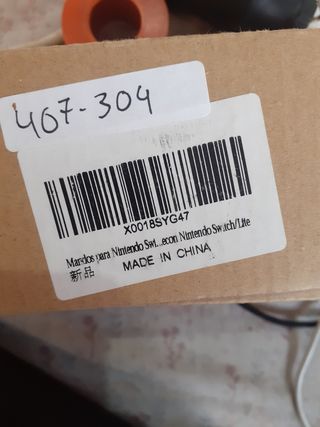 407-304
X0018SYG47
Mandos para Nintendo Swi...econ Nintendo Switch/Lite
新品
MADE IN CHINA